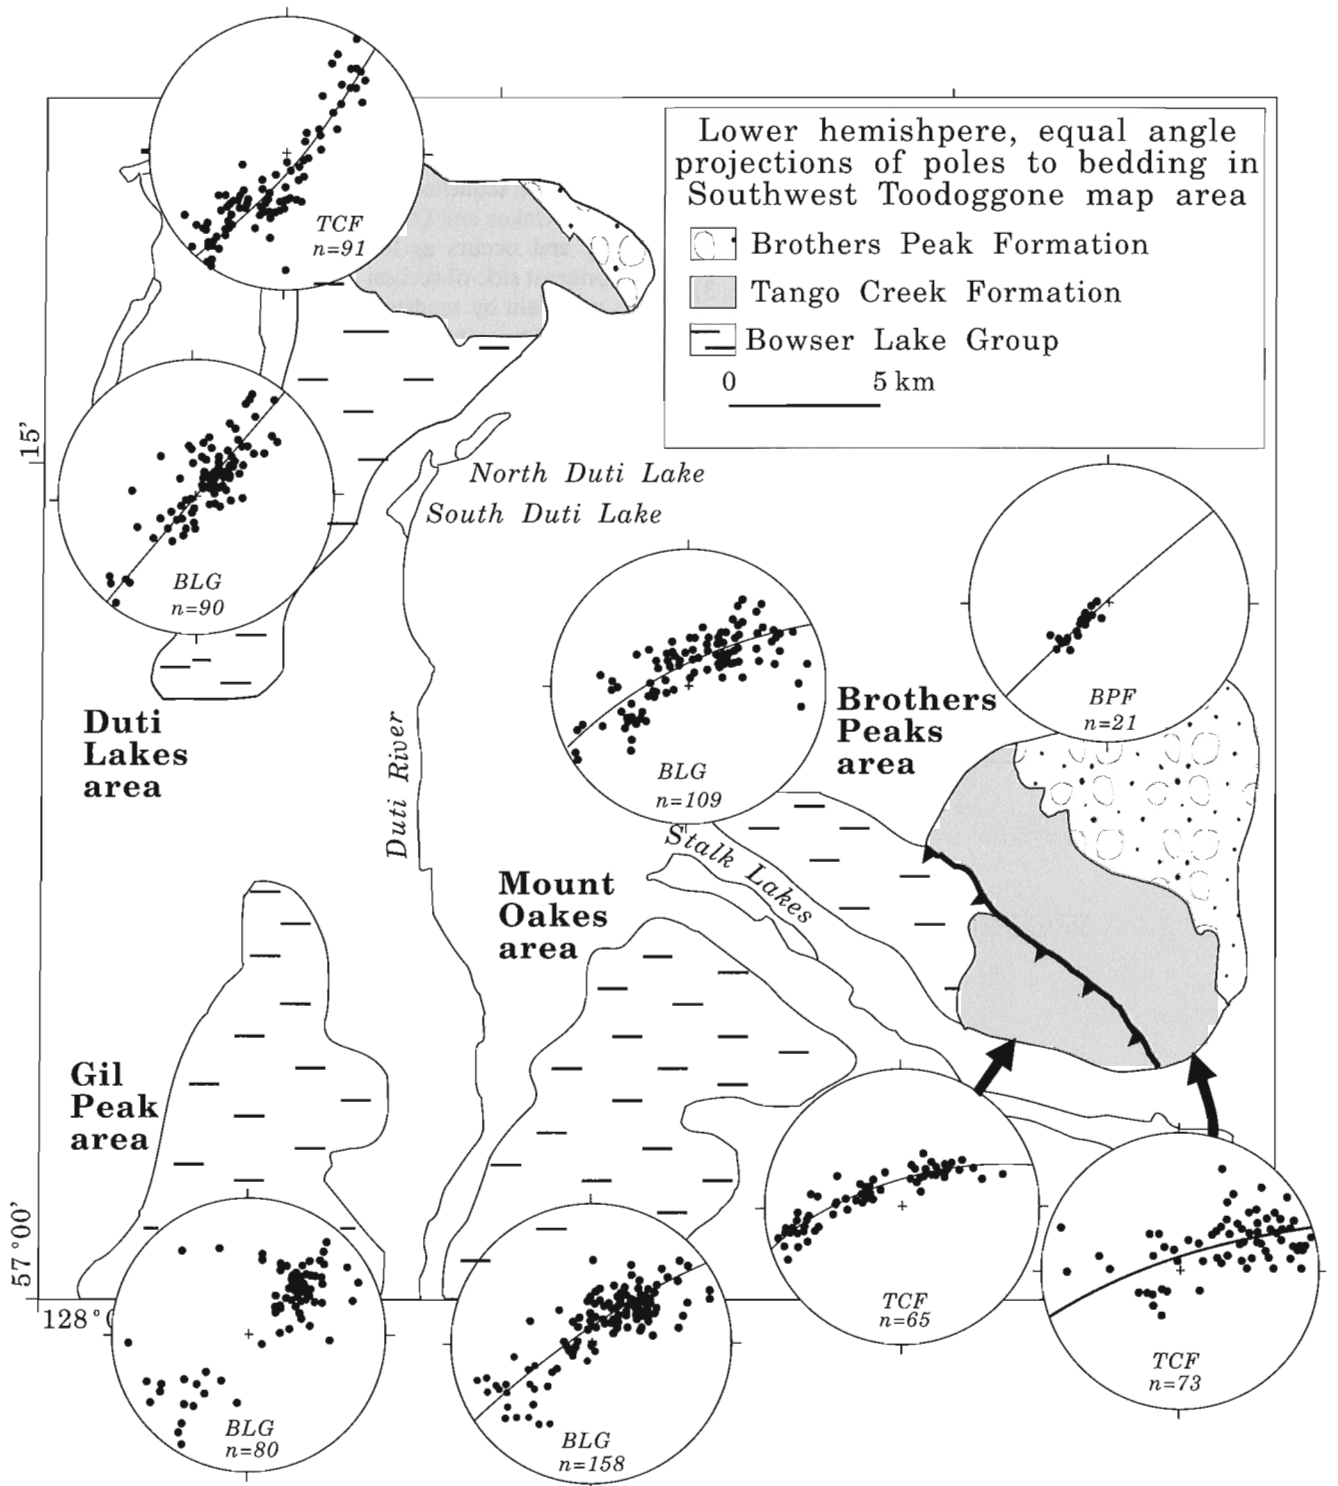 TCF
n=91
Lower hemishpere, equal angle
projections of poles to bedding in
Southwest Toodoggone map area
Brothers Peak Formation
Tango Creek Formation
Bowser Lake Group
0 5 km
15'
North Duti Lake
South Duti Lake
BLG
n=90
BLG
n=109
BPF
n=21
Duti
Lakes
area
Duti River
Brothers
Peaks
area
Stalk Lakes
Mount
Oakes
area
Gil
Peak
area
57°00'
128°
TCF
n=65
TCF
n=73
BLG
n=80
BLG
n=158